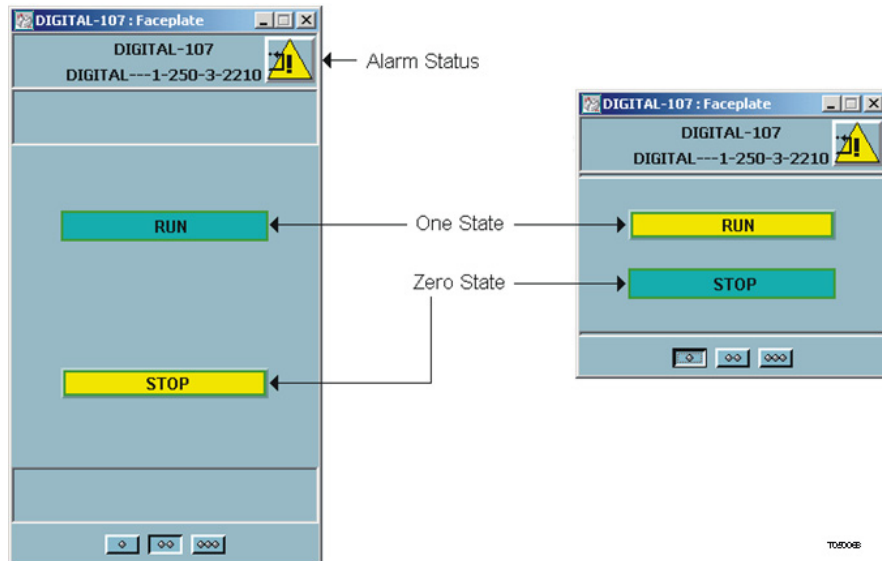 DIGITAL-107 : Faceplate
DIGITAL-107
DIGITAL---1-250-3-2210
Alarm Status
RUN
STOP
One State
Zero State
DIGITAL-107 : Faceplate
DIGITAL-107
DIGITAL---1-250-3-2210
RUN
STOP